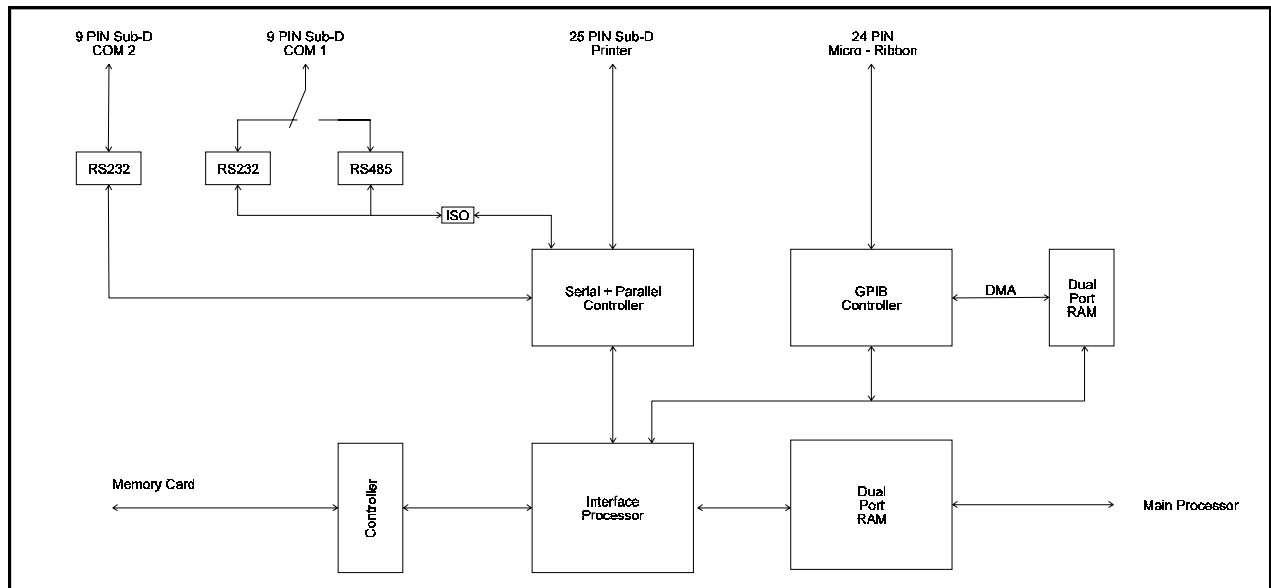 9 PIN Sub-D
COM 2
9 PIN Sub-D
COM 1
25 PIN Sub-D
Printer
24 PIN
Micro - Ribbon
RS232
RS232
RS485
ISO
Serial + Parallel
Controller
GPIB
Controller
DMA
Dual
Port
RAM
Memory Card
Controller
Interface
Processor
Dual
Port
RAM
Main Processor